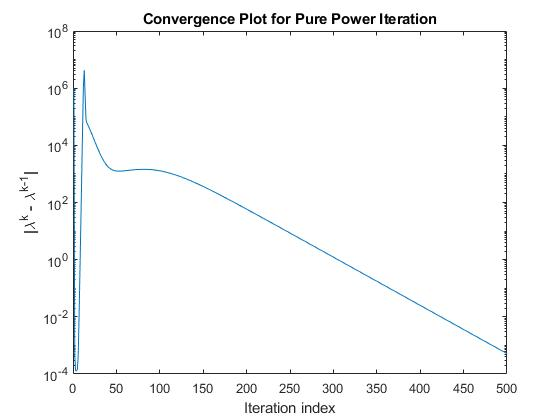 Convergence Plot for Pure Power Iteration
10^8
10^6
10^4
10^2
10^0
10^-2
10^-4
|λ^k - λ^k-1|
0 50 100 150 200 250 300 350 400 450 500
Iteration index